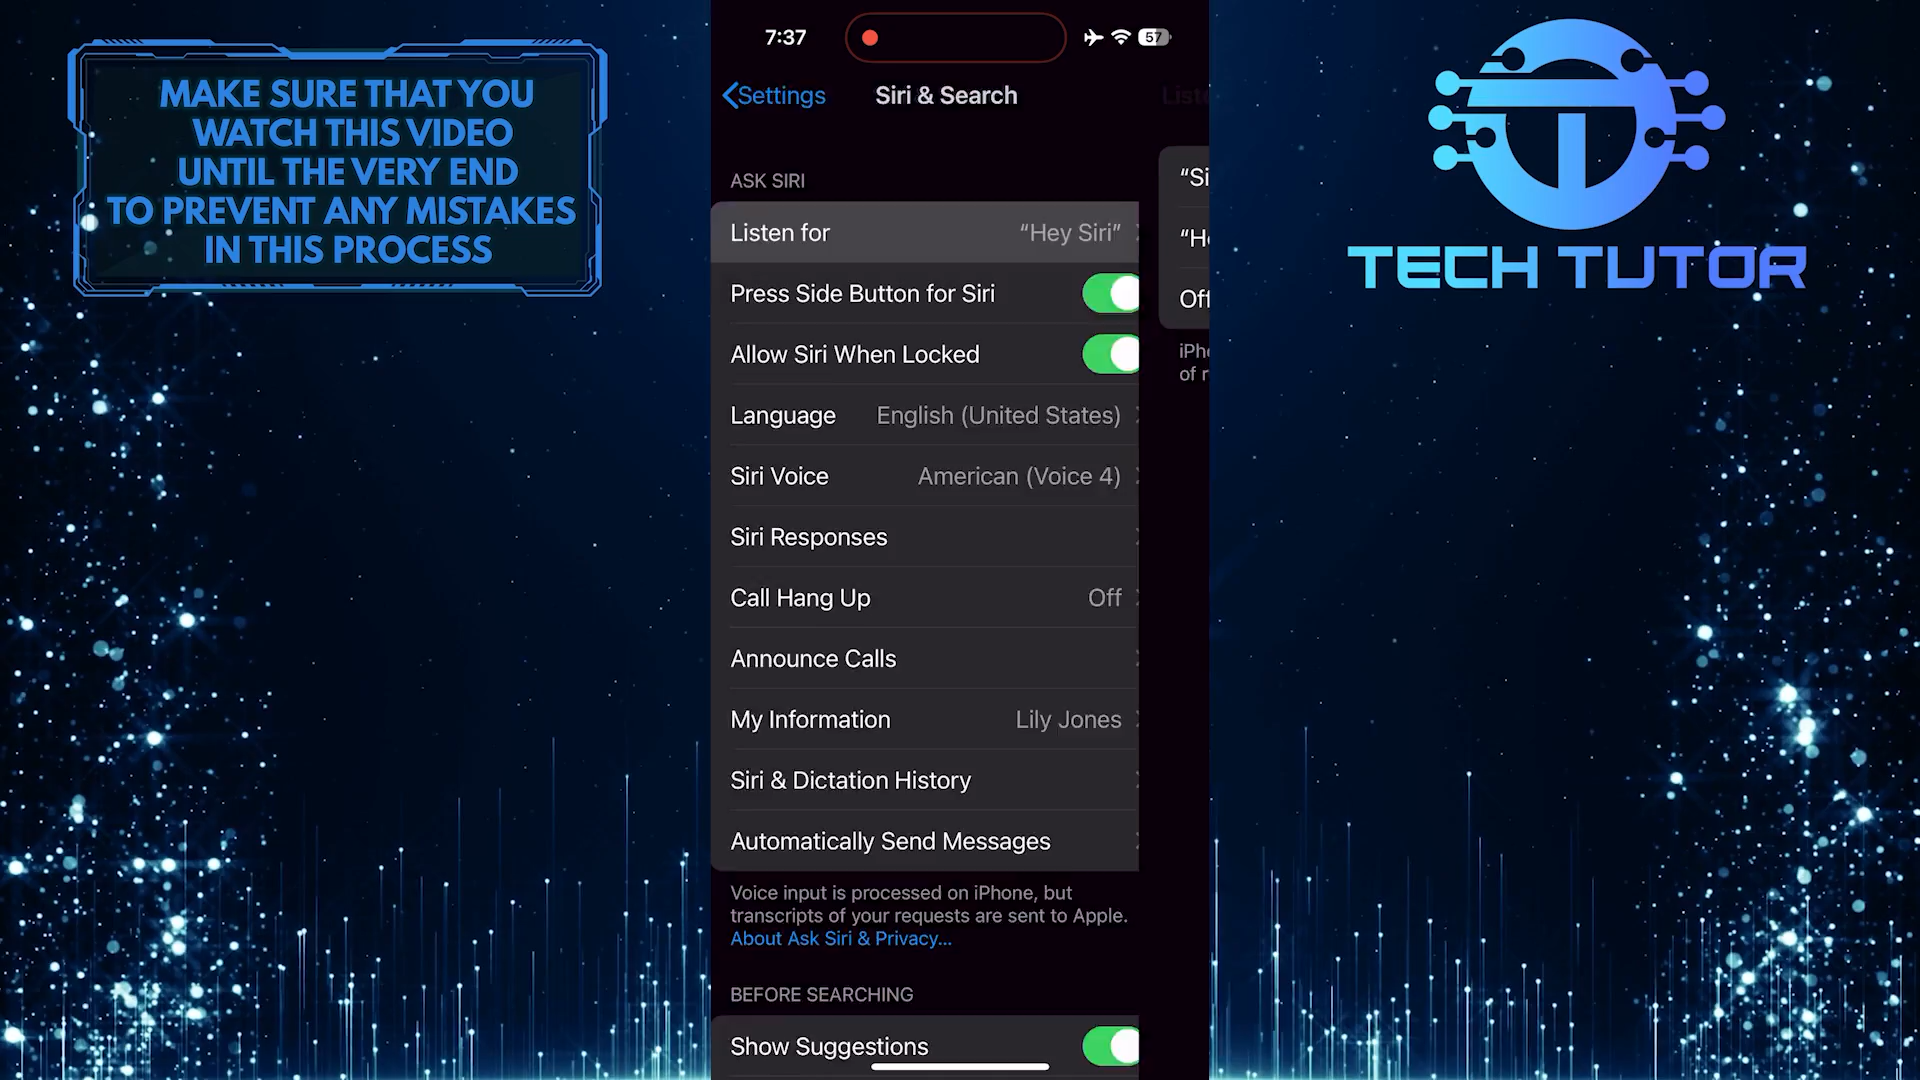 MAKE SURE THAT YOU
WATCH THIS VIDEO
UNTIL THE VERY END
TO PREVENT ANY MISTAKES
IN THIS PROCESS
7:37
57
Settings
Siri & Search
ASK SIRI
Listen for “Hey Siri”
Press Side Button for Siri
Allow Siri When Locked
Language English (United States)
Siri Voice American (Voice 4)
Siri Responses
Call Hang Up Off
Announce Calls
My Information Lily Jones
Siri & Dictation History
Automatically Send Messages
Voice input is processed on iPhone, but
transcripts of your requests are sent to Apple.
About Ask Siri & Privacy...
BEFORE SEARCHING
Show Suggestions
TECH TUTOR